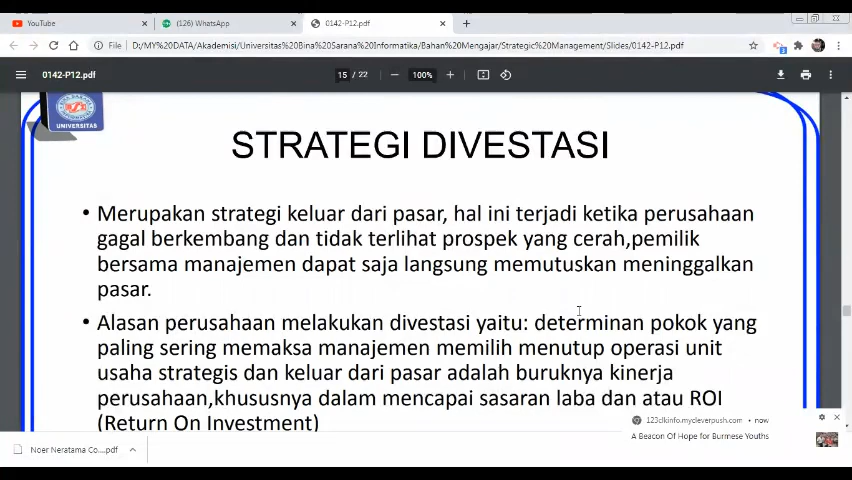 YouTube
(126) WhatsApp
0142-P12.pdf
File
D:/MY%20DATA/Akademisi/Universitas%20Bina%20Sarana%20Informatika/Bahan%20Mengajar/Strategic%20Management/Slides/0142-P12.pdf
0142-P12.pdf
15 / 22
100%
UNIVERSITAS
STRATEGI DIVESTASI
• Merupakan strategi keluar dari pasar, hal ini terjadi ketika perusahaan
gagal berkembang dan tidak terlihat prospek yang cerah,pemilik
bersama manajemen dapat saja langsung memutuskan meninggalkan
pasar.
• Alasan perusahaan melakukan divestasi yaitu: determinan pokok yang
paling sering memaksa manajemen memilih menutup operasi unit
usaha strategis dan keluar dari pasar adalah buruknya kinerja
perusahaan,khususnya dalam mencapai sasaran laba dan atau ROI
(Return On Investment)
123clkinfo.mycleverpush.com • now
A Beacon Of Hope for Burmese Youths
Noer Neratama Co....pdf